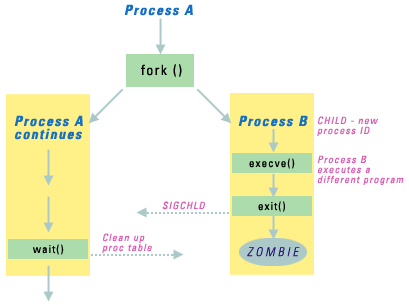 Process A
fork ()
Process A
continues
Process B
CHILD - new
process ID
execve()
Process B
executes a
different program
SIGCHLD
exit()
Clean up
proc table
wait()
ZOMBIE